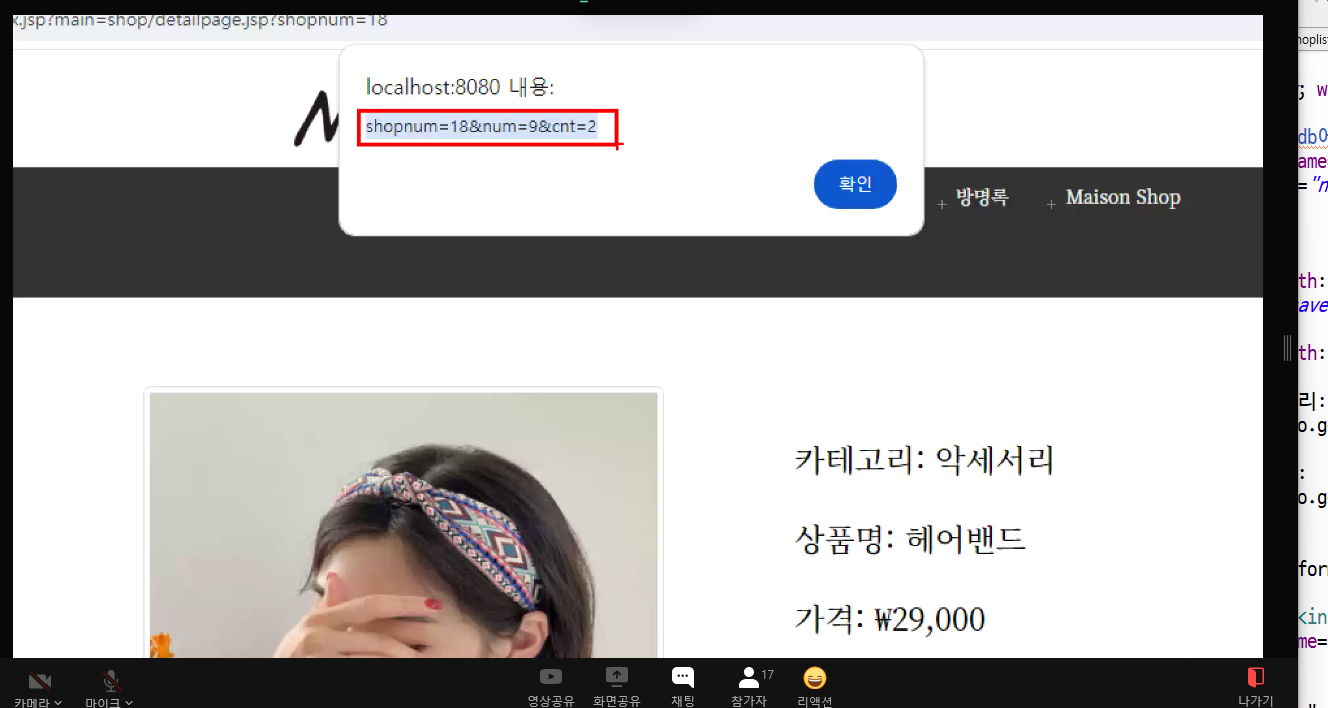 x.jsp?main=shop/detailpage.jsp?shopnum=18
localhost:8080 내용:
shopnum=18&num=9&cnt=2
확인
방명록
Maison Shop
카테고리: 악세서리
상품명: 헤어밴드
가격: ₩29,000
카메라
마이크
영상공유
화면공유
채팅
참가자
17
리액션
나가기
hoplis
; w
db
ame
="n
th:
ave
th:
리:
o.g
:
o.g
for
<in
me=